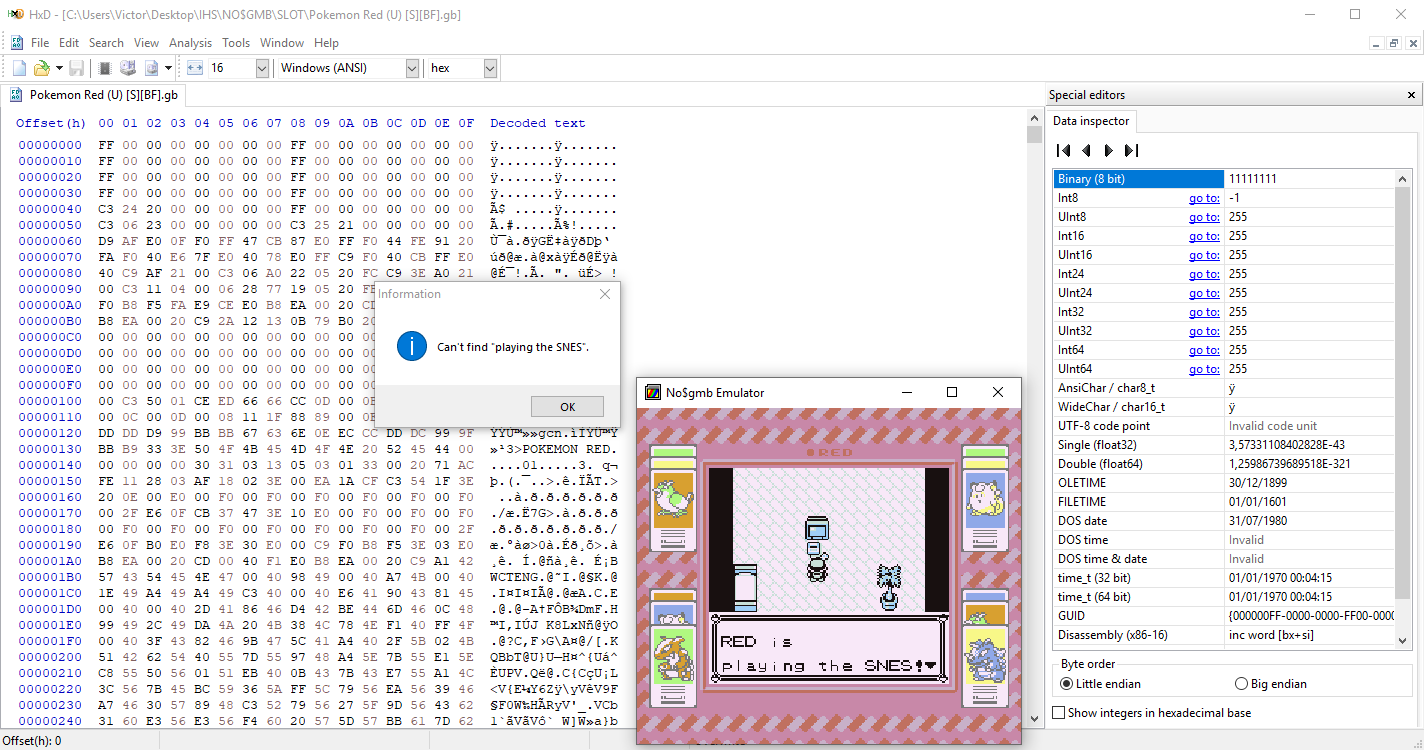 HxD - [C:\Users\Victor\Desktop\IHS\NO$GMB\SLOT\Pokemon Red (U) [S][BF].gb]
File Edit Search View Analysis Tools Window Help
16 Windows (ANSI) hex
Pokemon Red (U) [S][BF].gb
Offset(h) 00 01 02 03 04 05 06 07 08 09 0A 0B 0C 0D 0E 0F Decoded text
00000000 FF 00 00 00 00 00 00 00 FF 00 00 00 00 00 00 00 ÿ.......ÿ.......
00000010 FF 00 00 00 00 00 00 00 FF 00 00 00 00 00 00 00 ÿ.......ÿ.......
00000020 FF 00 00 00 00 00 00 00 FF 00 00 00 00 00 00 00 ÿ.......ÿ.......
00000030 FF 00 00 00 00 00 00 00 FF 00 00 00 00 00 00 00 ÿ.......ÿ.......
00000040 C3 24 20 00 00 00 00 00 FF 00 00 00 00 00 00 00 Ã$ .....ÿ.......
00000050 C3 06 23 00 00 00 00 00 C3 25 21 00 00 00 00 00 Ã.#.....Ã%!.....
00000060 D9 AF E0 0F F0 FF 47 CB 87 E0 FF F0 44 FE 91 20 Ù¯à.ðÿGË‡àÿðDþ‘
00000070 FA F0 40 E6 7F E0 40 78 E0 FF C9 F0 40 CB FF E0 úð@æ.à@xàÿÉð@Ëÿà
00000080 40 C9 AF 21 00 C3 06 A0 22 05 20 FC C9 3E A0 21 @É¯!.Ã. ". üÉ> !
00000090 00 C3 11 04 00 06 28 77 19 05 20
000000A0 F0 B8 F5 FA E9 CE E0 B8 EA 00 20
000000B0 B8 EA 00 20 C9 2A 12 13 0B 79 B0
000000C0 00 00 00 00 00 00 00 00 00 00 00
000000D0 00 00 00 00 00 00 00 00 00 00 00
000000E0 00 00 00 00 00 00 00 00 00 00 00
000000F0 00 00 00 00 00 00 00 00 00 00 00
00000100 00 C3 50 01 CE ED 66 66 CC 0D 00
00000110 00 0C 00 0D 00 08 11 1F 88 89 00
00000120 DD DD D9 99 BB BB 67 63 6E 0E EC CC DD DC 99 9F ÝÝÙ™»»gcn.ìÌÝÜ™Ÿ
00000130 BB B9 33 3E 50 4F 4B 45 4D 4F 4E 20 52 45 44 00 »¹3>POKEMON RED.
00000140 00 00 00 00 30 31 03 13 05 03 01 33 00 20 71 AC ....01.....3. q¬
00000150 FE 11 28 03 AF 18 02 3E 00 EA 1A CF C3 54 1F 3E þ.(.¯..>.ê.ÏÃT.>
00000160 20 0E 00 E0 00 F0 00 F0 00 F0 00 F0 00 F0 00 F0 ..à.ð.ð.ð.ð.ð.ð
00000170 00 2F E6 0F CB 37 47 3E 10 E0 00 F0 00 F0 00 F0 ./æ.Ë7G>.à.ð.ð.ð
00000180 00 F0 00 F0 00 F0 00 F0 00 F0 00 F0 00 F0 00 2F .ð.ð.ð.ð.ð.ð.ð./
00000190 E6 0F B0 E0 F8 3E 30 E0 00 C9 F0 B8 F5 3E 03 E0 æ.°àø>0à.Éð¸õ>.à
000001A0 B8 EA 00 20 CD 00 40 F1 E0 B8 EA 00 20 C9 A1 42 ¸ê. Í.@ñà¸ê. É¡B
000001B0 57 43 54 45 4E 47 00 40 98 49 00 40 A7 4B 00 40 WCTENG.@˜I.@§K.@
000001C0 1E 49 A4 49 A4 49 C3 40 00 40 E6 41 90 43 81 45 .I¤I¤IÃ@.@æA.C.E
000001D0 00 40 00 40 2D 41 86 46 D4 42 BE 44 6D 46 0C 48 .@.@-A†FÔB¾DmF.H
000001E0 99 49 2C 49 DA 4A 20 4B 38 4C 78 4E F1 40 FF 4F ™I,IÚJ K8LxNñ@ÿO
000001F0 00 40 3F 43 82 46 9B 47 5C 41 A4 40 2F 5B 02 4B .@?C‚F›G\A¤@/[.K
00000200 51 42 62 54 40 55 7D 55 97 48 A4 5E 7B 55 E1 5E QBbT@U}U—H¤^{Uá^
00000210 C8 55 50 56 01 51 EB 40 0B 43 7B 43 E7 55 A1 4C ÈUPV.Që@.C{CçU¡L
00000220 3C 56 7B 45 BC 59 36 5A FF 5C 79 56 EA 56 39 46 <V{E¼Y6Zÿ\yVêV9F
00000230 A7 46 30 57 89 48 C3 52 79 56 27 5F 9D 56 43 62 §F0W‰HÃRyV'_.VCb
00000240 31 60 E3 56 E3 56 F4 60 20 57 5D 57 BB 61 7D 62 1`ãVãVô` W]W»a}b
Offset(h): 0
Information
Can't find "playing the SNES".
OK
No$gmb Emulator
RED
RED is
playing the SNES!
Special editors
Data inspector
Binary (8 bit) 11111111
Int8 go to: -1
UInt8 go to: 255
Int16 go to: 255
UInt16 go to: 255
Int24 go to: 255
UInt24 go to: 255
Int32 go to: 255
UInt32 go to: 255
Int64 go to: 255
UInt64 go to: 255
AnsiChar / char8_t ÿ
WideChar / char16_t ÿ
UTF-8 code point Invalid code unit
Single (float32) 3,57331108402828E-43
Double (float64) 1,25986739689518E-321
OLETIME 30/12/1899
FILETIME 01/01/1601
DOS date 31/07/1980
DOS time Invalid
DOS time & date Invalid
time_t (32 bit) 01/01/1970 00:04:15
time_t (64 bit) 01/01/1970 00:04:15
GUID {000000FF-0000-0000-FF00-0000
Disassembly (x86-16) inc word [bx+si]
Byte order
Little endian Big endian
Show integers in hexadecimal base